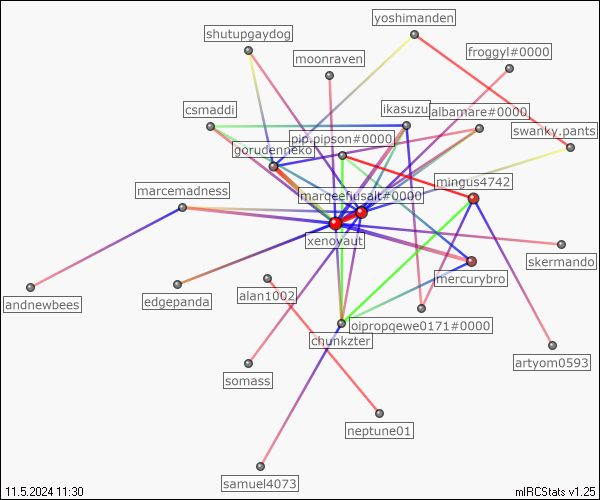 yoshimanden
shutupgaydog
froggyl#0000
moonraven
csmaddi
ikasuzu
albamare#0000
swanky.pants
pip.pipson#0000
gorudenneko
mingus4742
marcemadness
marceefusalt#0000
xenoyaut
skermando
mercurybro
andnewbees
edgepanda
alan1002
oipropqewe0171#0000
chunkzter
artyom0593
somass
neptune01
samuel4073
11.5.2024 11:30
mIRCStats v1.25